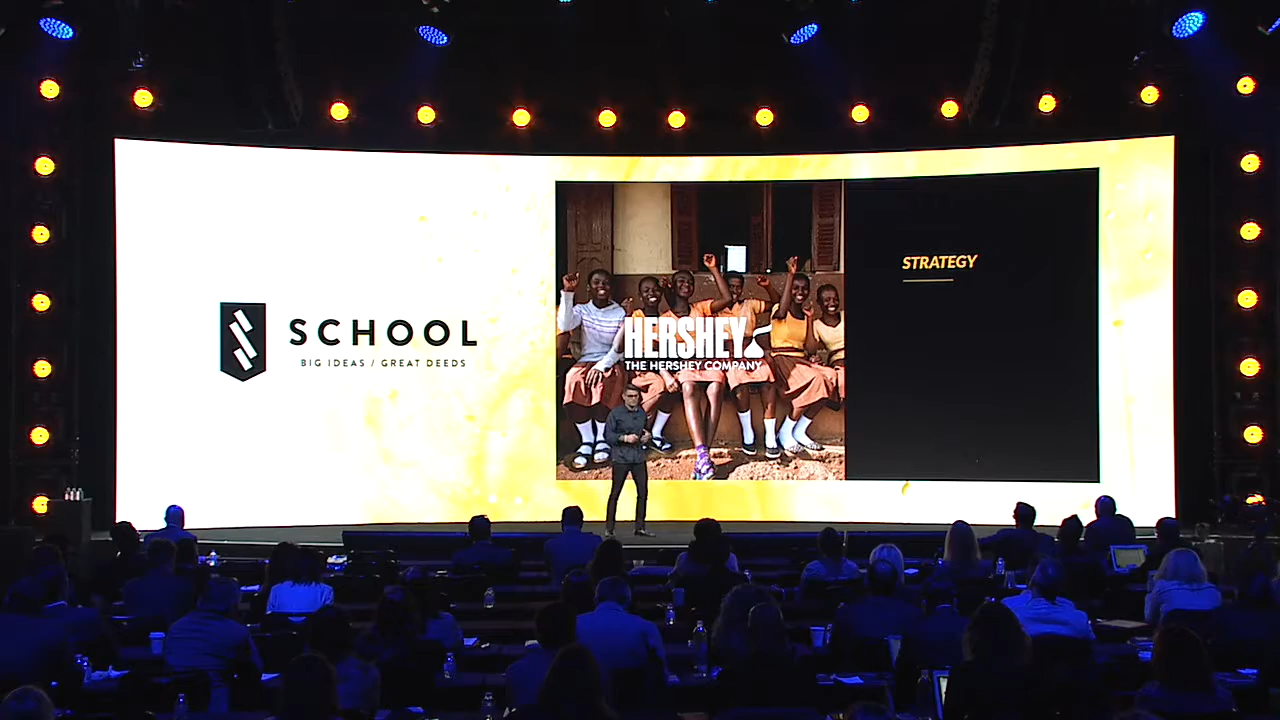 SCHOOL
BIG IDEAS / GREAT DEEDS
HERSHEY
THE HERSHEY COMPANY
STRATEGY